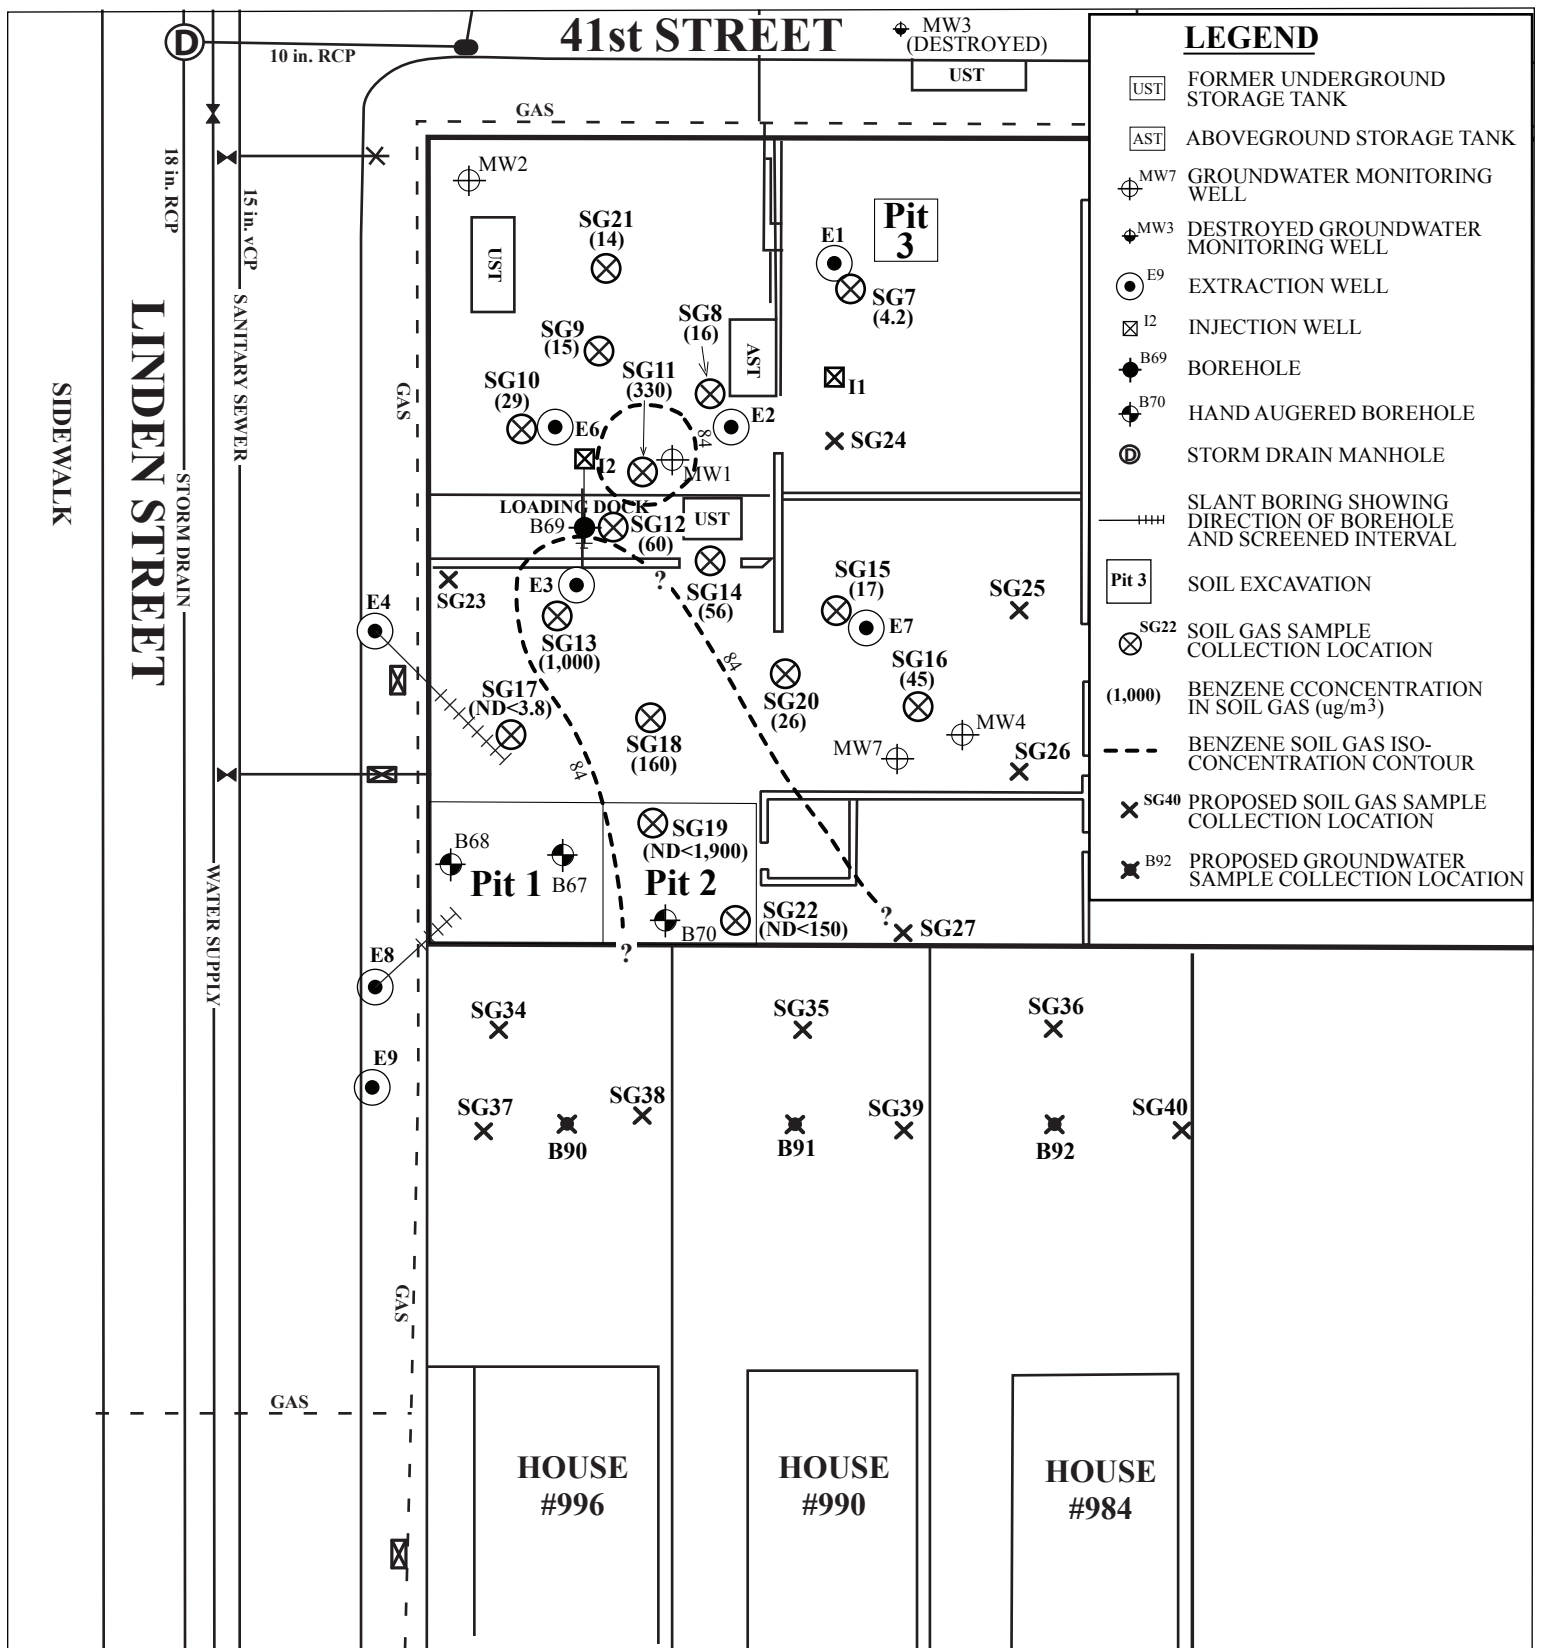 41st STREET
MW3
(DESTROYED)
UST
10 in. RCP
D
GAS
18 in. RCP
15 in. vCP
SANITARY SEWER
LINDEN STREET
STORM DRAIN
SIDEWALK
WATER SUPPLY
GAS
MW2
UST
SG21
(14)
E1
Pit
3
SG7
(4.2)
SG8
(16)
SG9
(15)
AST
SG11
(330)
SG10
(29)
I1
E6
E2
84
SG24
I2
MW1
LOADING DOCK
B69
SG12
(60)
UST
E3
?
SG14
(56)
SG23
SG15
(17)
SG25
E4
E7
SG13
(1,000)
84
SG16
(45)
SG17
(ND<3.8)
SG20
(26)
SG18
(160)
MW4
MW7
SG26
84
SG19
(ND<1,900)
B68
Pit 1
B67
Pit 2
SG22
(ND<150)
?
SG27
B70
?
E8
SG34
SG35
SG36
E9
SG37
SG38
SG39
SG40
B90
B91
B92
GAS
GAS
HOUSE
#996
HOUSE
#990
HOUSE
#984
LEGEND
UST
FORMER UNDERGROUND
STORAGE TANK
AST
ABOVEGROUND STORAGE TANK
MW7
GROUNDWATER MONITORING
WELL
MW3
DESTROYED GROUNDWATER
MONITORING WELL
E9
EXTRACTION WELL
I2
INJECTION WELL
B69
BOREHOLE
B70
HAND AUGERED BOREHOLE
D
STORM DRAIN MANHOLE
SLANT BORING SHOWING
DIRECTION OF BOREHOLE
AND SCREENED INTERVAL
Pit 3
SOIL EXCAVATION
SG22
SOIL GAS SAMPLE
COLLECTION LOCATION
(1,000)
BENZENE CCONCENTRATION
IN SOIL GAS (ug/m³)
BENZENE SOIL GAS ISO-
CONCENTRATION CONTOUR
SG40
PROPOSED SOIL GAS SAMPLE
COLLECTION LOCATION
B92
PROPOSED GROUNDWATER
SAMPLE COLLECTION LOCATION